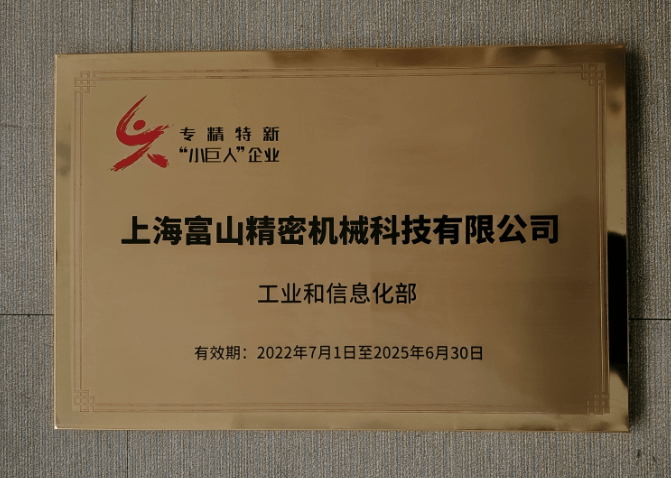 专精特新
“小巨人”企业
上海富山精密机械科技有限公司
工业和信息化部
有效期：2022年7月1日至2025年6月30日